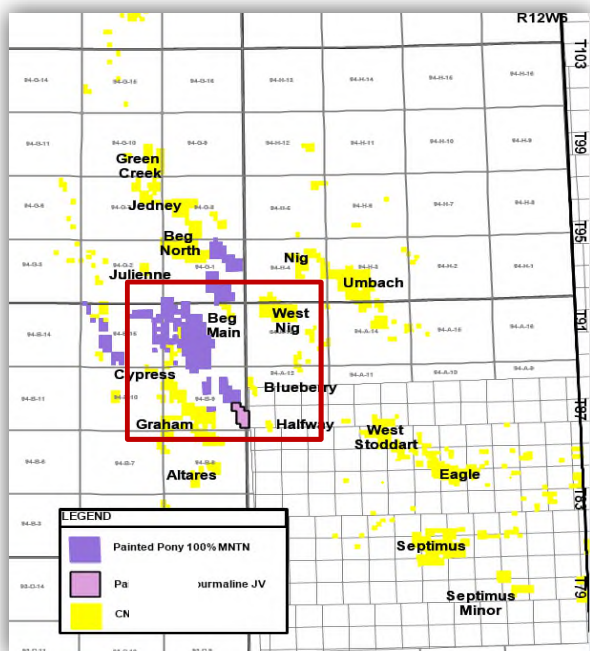 R12W6
T103
94-G-14 94-G-15 94-G-16 94-H-13 94-H-14 94-H-15 94-H-16
94-G-11 94-G-10 94-G-9 94-H-12 94-H-11 94-H-10 94-H-9
T99
Green
Creek
94-G-6 94-G-8 94-H-5 94-H-6 94-H-7 94-H-8
Jedney
T95
Beg
North
94-G-3 94-G-2 94-G-1 94-H-4 94-H-3 94-H-2 94-H-1
Nig
Julienne
Umbach
T91
94-B-14 94-A-14 94-A-15 94-A-16
Beg
Main
West
Nig
94-A-12 94-A-11 94-A-10 94-A-9
Cypress
94-B-11 94-B-9
Blueberry
T87
Graham
Halfway
West
Stoddart
94-B-6 94-B-7 94-B-8
Altares
Eagle
T83
94-B-3
Septimus
T79
Septimus
Minor
LEGEND
Painted Pony 100% MNTN
Pa ourmaline JV
CN